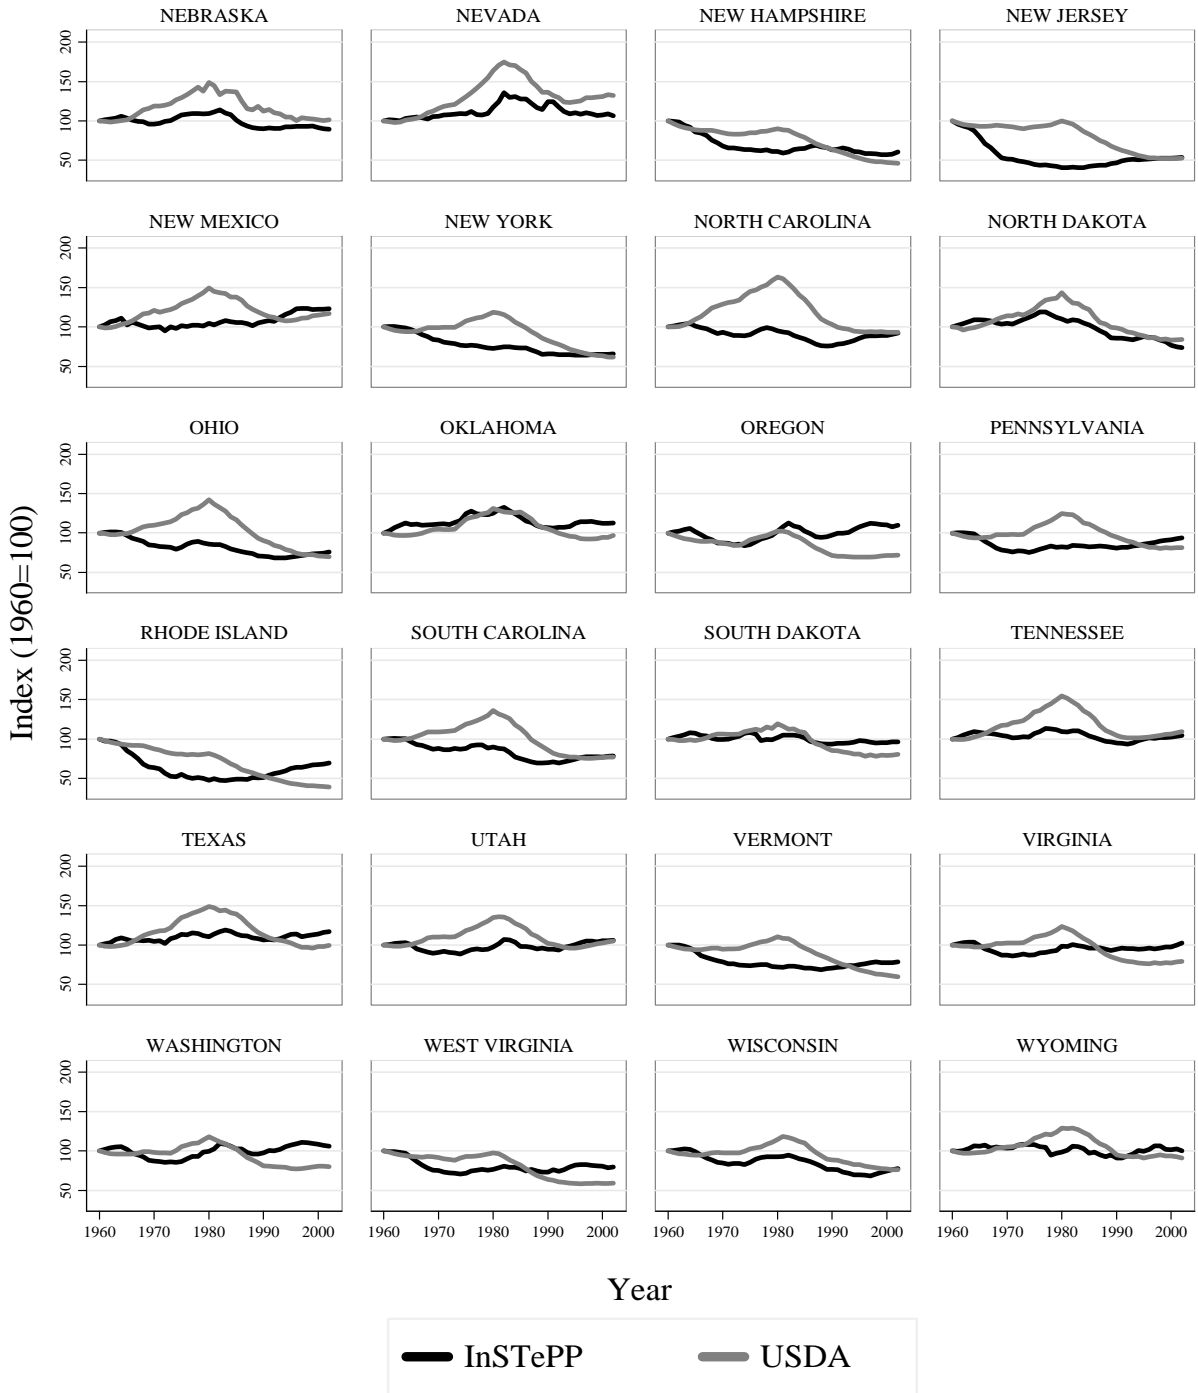 NEBRASKA NEVADA NEW HAMPSHIRE NEW JERSEY
200
150
100
50
NEW MEXICO NEW YORK NORTH CAROLINA NORTH DAKOTA
200
150
100
50
OHIO OKLAHOMA OREGON PENNSYLVANIA
200
150
100
50
Index (1960=100)
RHODE ISLAND SOUTH CAROLINA SOUTH DAKOTA TENNESSEE
200
150
100
50
TEXAS UTAH VERMONT VIRGINIA
200
150
100
50
WASHINGTON WEST VIRGINIA WISCONSIN WYOMING
200
150
100
50
1960 1970 1980 1990 2000 1960 1970 1980 1990 2000 1960 1970 1980 1990 2000 1960 1970 1980 1990 2000
Year
InSTePP USDA